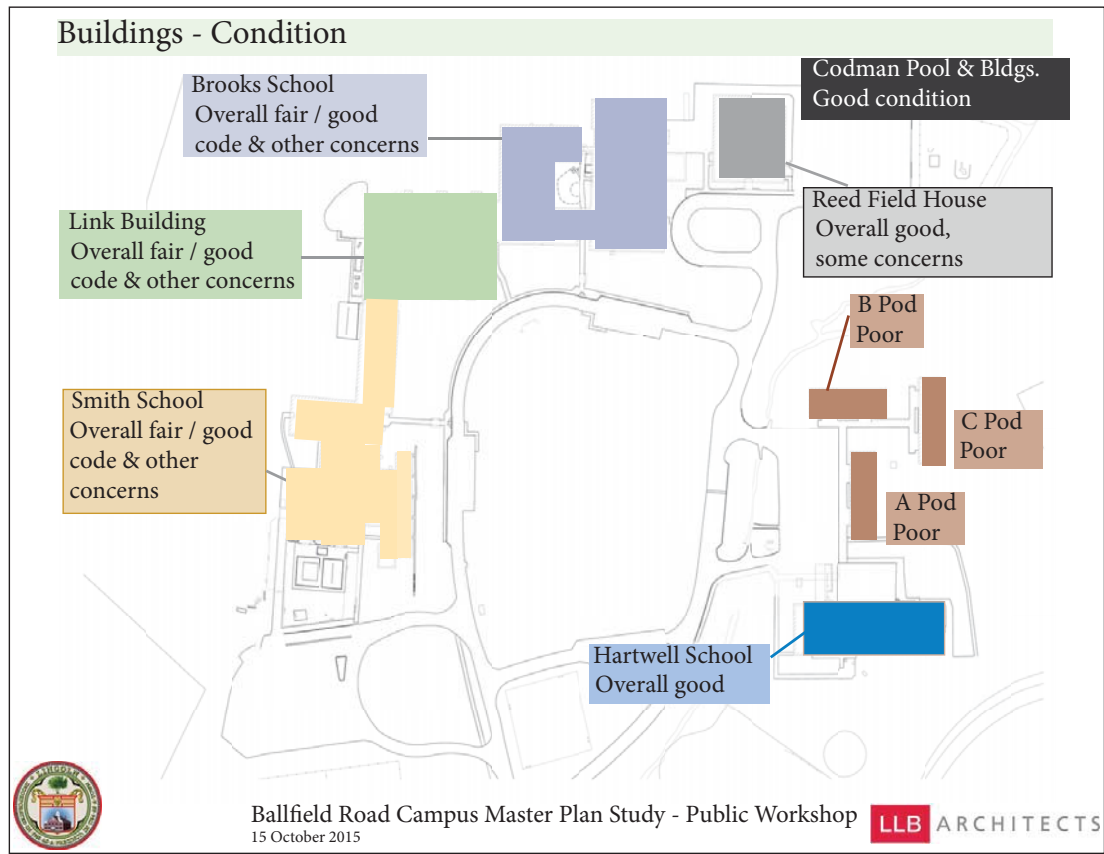 Buildings - Condition
Brooks School
Overall fair / good
code & other concerns
Codman Pool & Bldgs.
Good condition
Link Building
Overall fair / good
code & other concerns
Reed Field House
Overall good,
some concerns
B Pod
Poor
Smith School
Overall fair / good
code & other
concerns
C Pod
Poor
A Pod
Poor
Hartwell School
Overall good
Ballfield Road Campus Master Plan Study - Public Workshop
15 October 2015
LLB ARCHITECTS